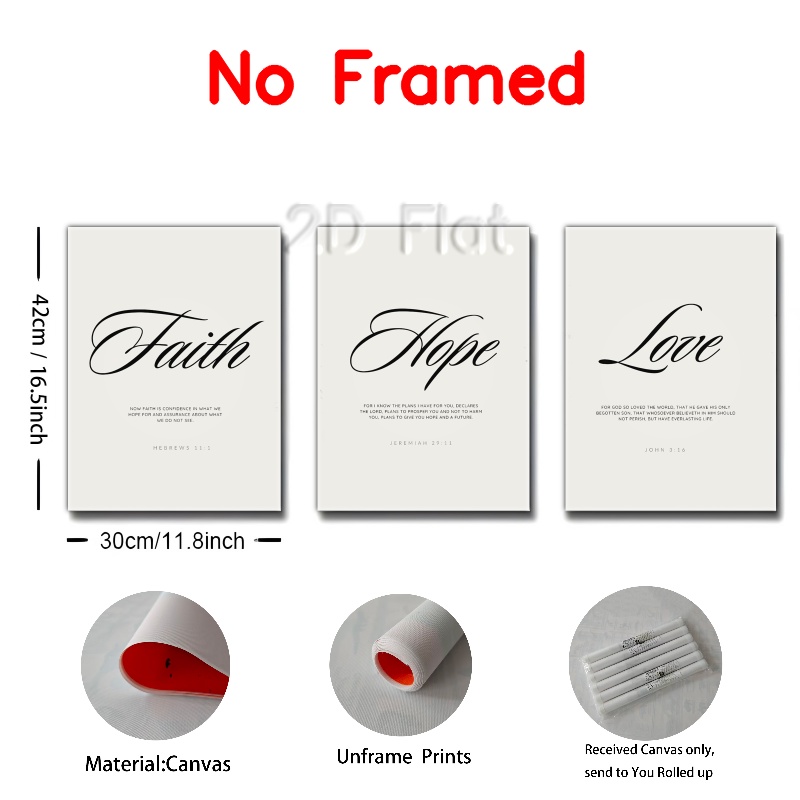 No Framed
2.D Flat.
Faith
NOW FAITH IS CONFIDENCE IN WHAT WE
HOPE FOR AND ASSURANCE ABOUT WHAT
WE DO NOT SEE.
HEBREWS 11:1
Hope
FOR I KNOW THE PLANS I HAVE FOR YOU, DECLARES
THE LORD, PLANS TO PROSPER YOU AND NOT TO HARM
YOU, PLANS TO GIVE YOU HOPE AND A FUTURE.
JEREMIAH 29:11
Love
FOR GOD SO LOVED THE WORLD, THAT HE GAVE HIS ONLY
BEGOTTEN SON, THAT WHOSOEVER BELIEVETH IN HIM SHOULD
NOT PERISH, BUT HAVE EVERLASTING LIFE.
JOHN 3:16
42cm / 16.5inch
30cm/11.8inch
Material:Canvas
Unframe Prints
Received Canvas only,
send to You Rolled up